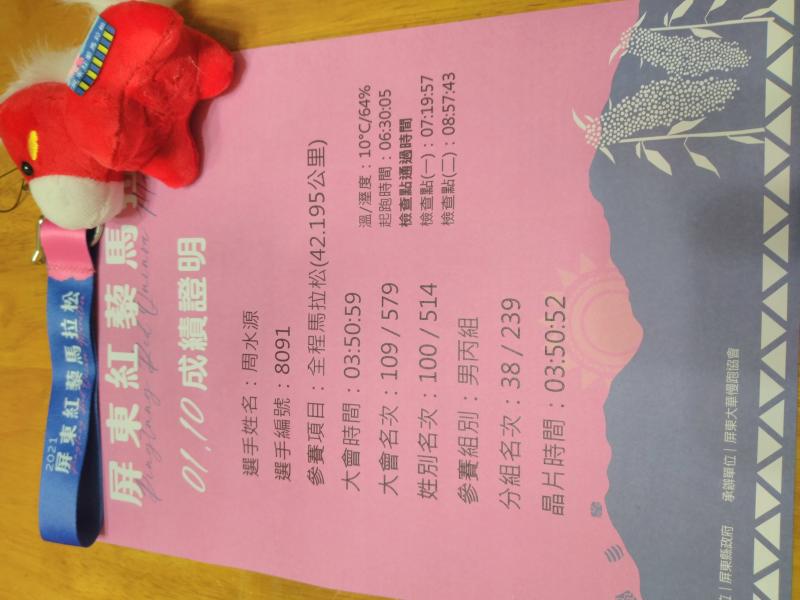 2021
屏東紅藜馬拉松
屏東紅藜馬
01.10 成績證明
選手姓名：周水源
選手編號：8091
參賽項目：全程馬拉松(42.195公里)
大會時間：03:50:59
大會名次：109 / 579
姓別名次：100 / 514
參賽組別：男丙組
分組名次：38 / 239
晶片時間：03:50:52
溫/溼度：10°C/64%
起跑時間：06:30:05
檢查點通過時間
檢查點(一)：07:19:57
檢查點(二)：08:57:43
位｜屏東縣政府 承辦單位｜屏東大華慢跑協會